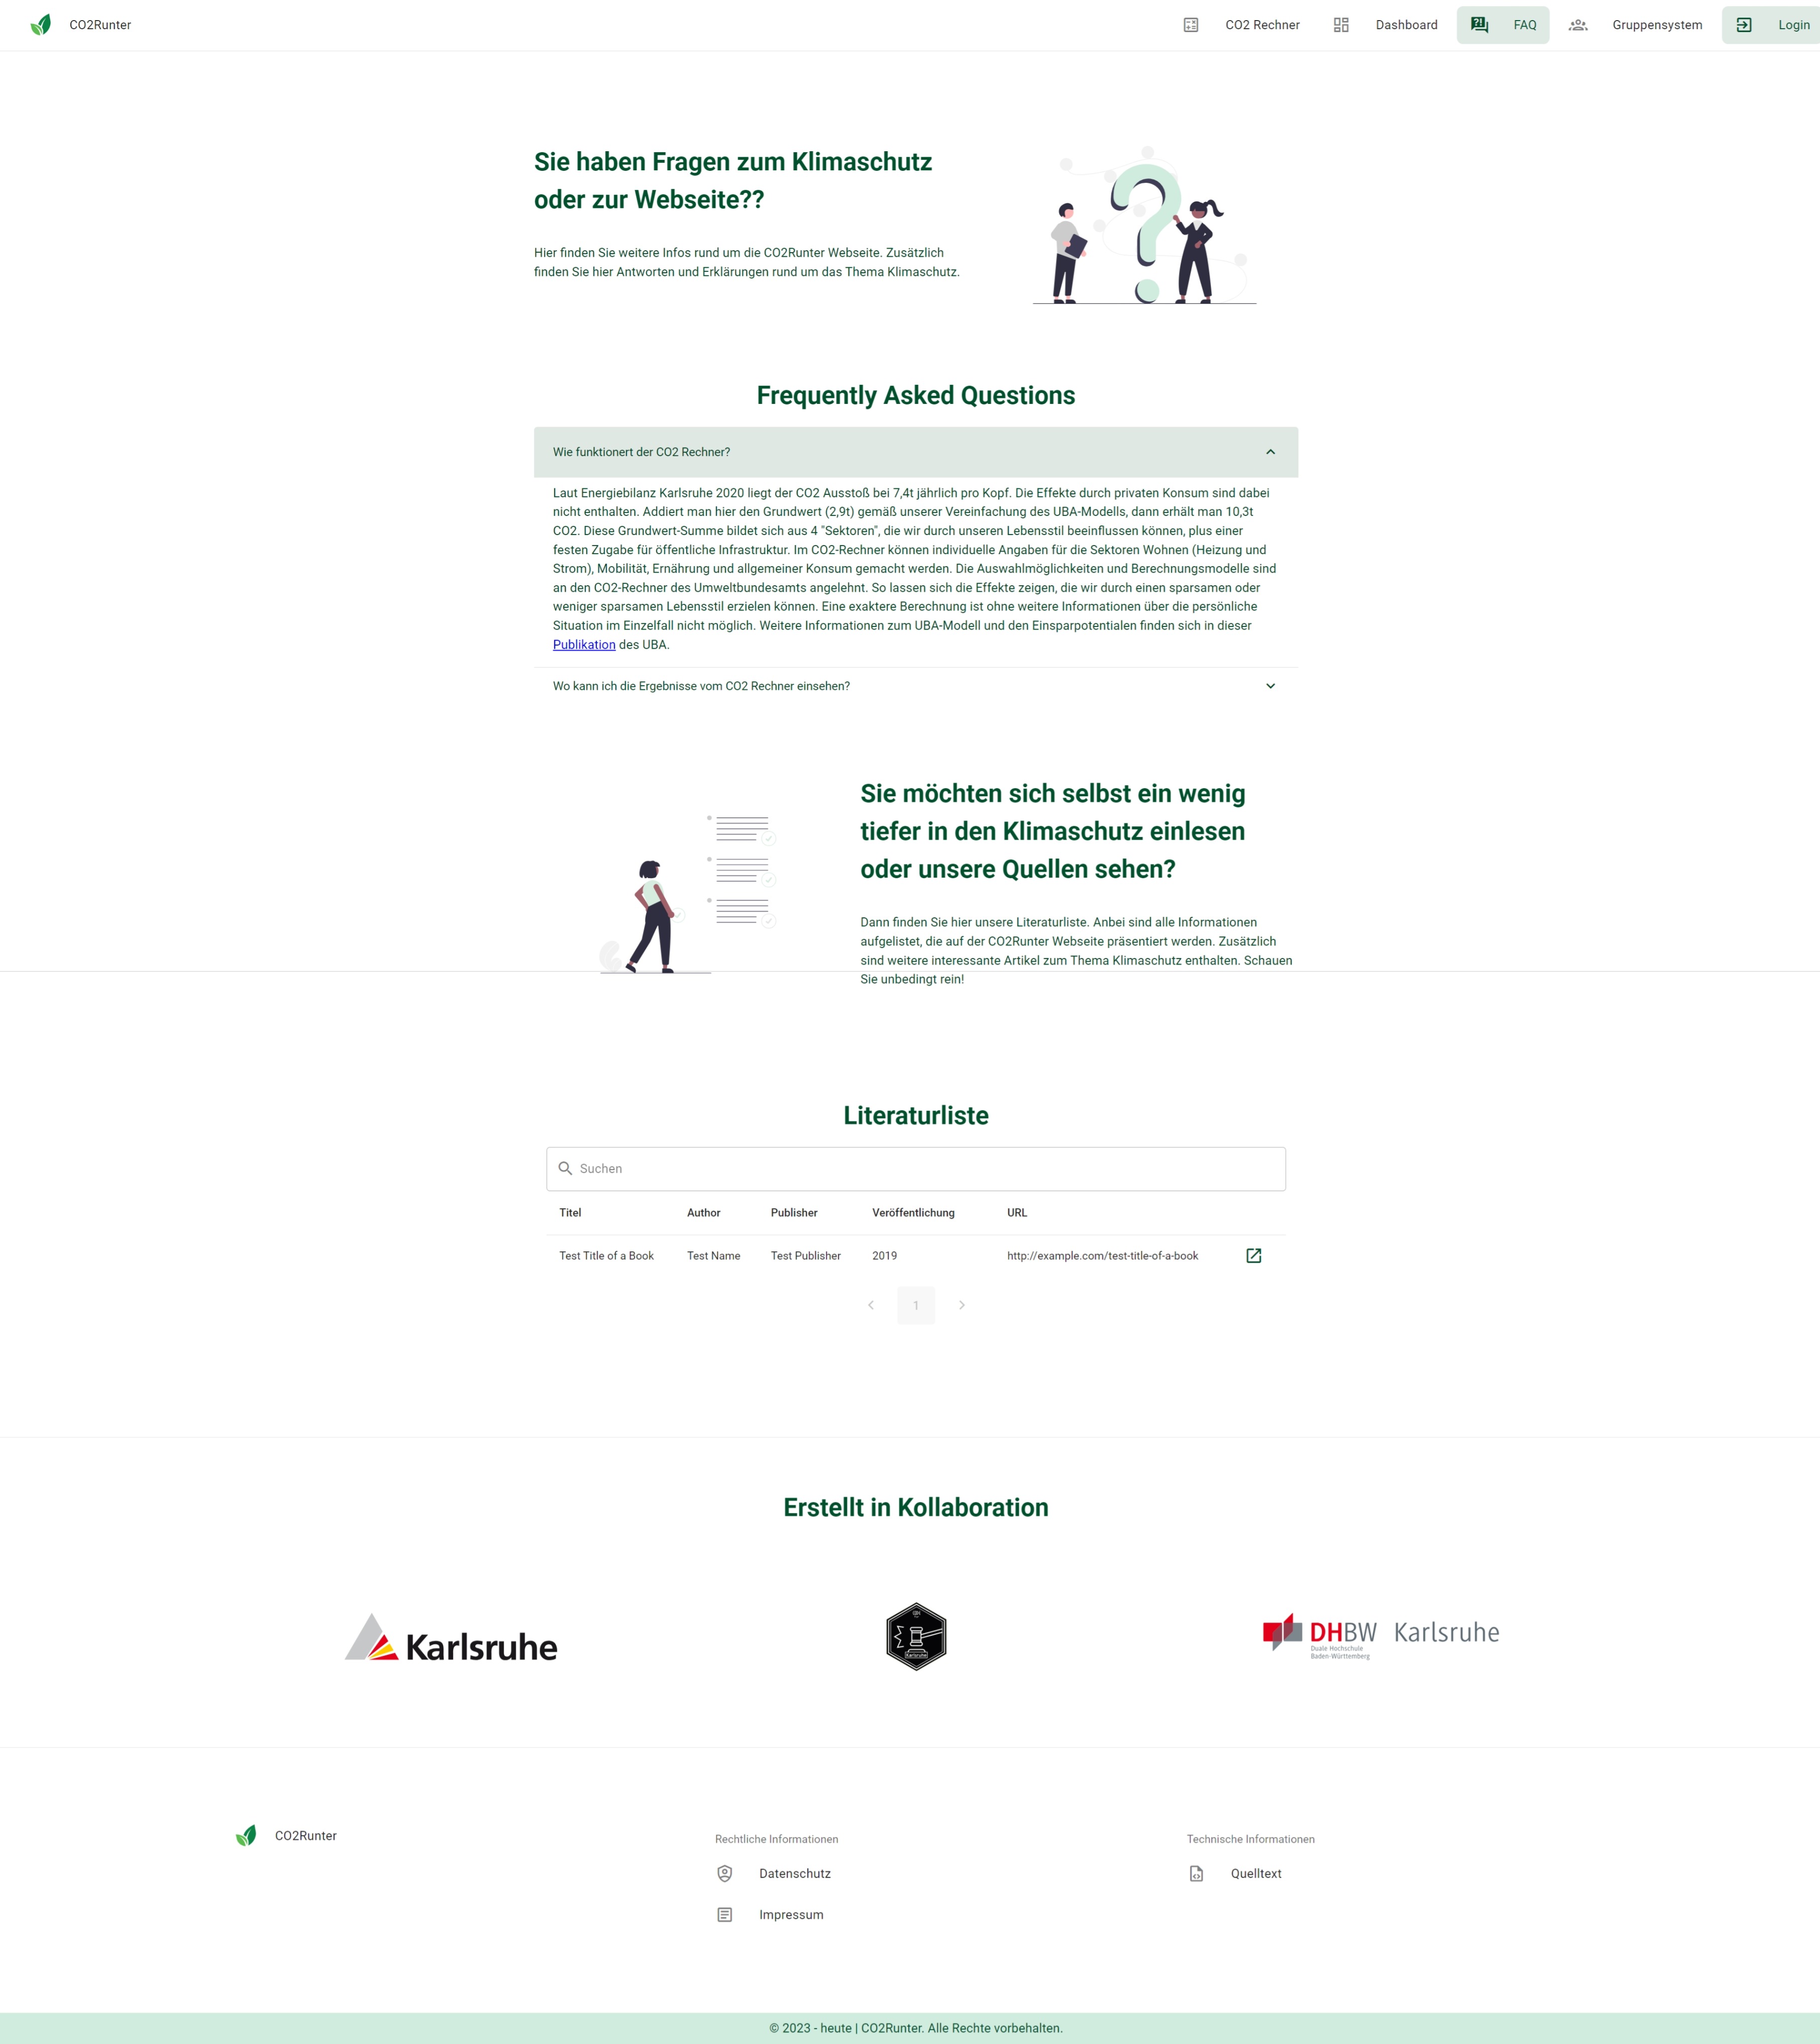 CO2Runter
CO2 Rechner
Dashboard
FAQ
Gruppensystem
Login
Sie haben Fragen zum Klimaschutz
oder zur Webseite??
Hier finden Sie weitere Infos rund um die CO2Runter Webseite. Zusätzlich
finden Sie hier Antworten und Erklärungen rund um das Thema Klimaschutz.
Frequently Asked Questions
Wie funktionert der CO2 Rechner?
Laut Energiebilanz Karlsruhe 2020 liegt der CO2 Ausstoß bei 7,4t jährlich pro Kopf. Die Effekte durch privaten Konsum sind dabei
nicht enthalten. Addiert man hier den Grundwert (2,9t) gemäß unserer Vereinfachung des UBA-Modells, dann erhält man 10,3t
CO2. Diese Grundwert-Summe bildet sich aus 4 "Sektoren", die wir durch unseren Lebensstil beeinflussen können, plus einer
festen Zugabe für öffentliche Infrastruktur. Im CO2-Rechner können individuelle Angaben für die Sektoren Wohnen (Heizung und
Strom), Mobilität, Ernährung und allgemeiner Konsum gemacht werden. Die Auswahlmöglichkeiten und Berechnungsmodelle sind
an den CO2-Rechner des Umweltbundesamts angelehnt. So lassen sich die Effekte zeigen, die wir durch einen sparsamen oder
weniger sparsamen Lebensstil erzielen können. Eine exaktere Berechnung ist ohne weitere Informationen über die persönliche
Situation im Einzelfall nicht möglich. Weitere Informationen zum UBA-Modell und den Einsparpotentialen finden sich in dieser
Publikation des UBA.
Wo kann ich die Ergebnisse vom CO2 Rechner einsehen?
Sie möchten sich selbst ein wenig
tiefer in den Klimaschutz einlesen
oder unsere Quellen sehen?
Dann finden Sie hier unsere Literaturliste. Anbei sind alle Informationen
aufgelistet, die auf der CO2Runter Webseite präsentiert werden. Zusätzlich
sind weitere interessante Artikel zum Thema Klimaschutz enthalten. Schauen
Sie unbedingt rein!
Literaturliste
Suchen
Titel Author Publisher Veröffentlichung URL
Test Title of a Book Test Name Test Publisher 2019 http://example.com/test-title-of-a-book
1
Erstellt in Kollaboration
Karlsruhe
Karlsruhe
DHBW Karlsruhe
Duale Hochschule
Baden-Württemberg
CO2Runter
Rechtliche Informationen
Datenschutz
Impressum
Technische Informationen
Quelltext
© 2023 - heute | CO2Runter. Alle Rechte vorbehalten.